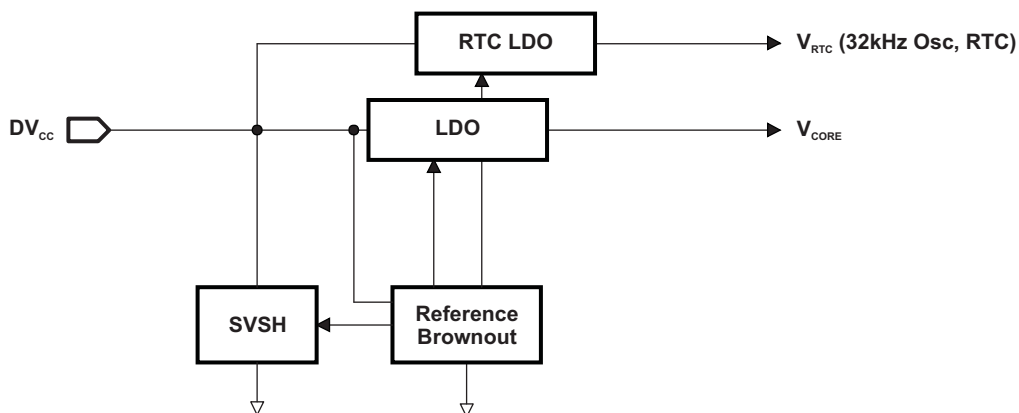 RTC LDO
V_RTC (32kHz Osc, RTC)
DV_CC
LDO
V_CORE
SVSH
Reference
Brownout